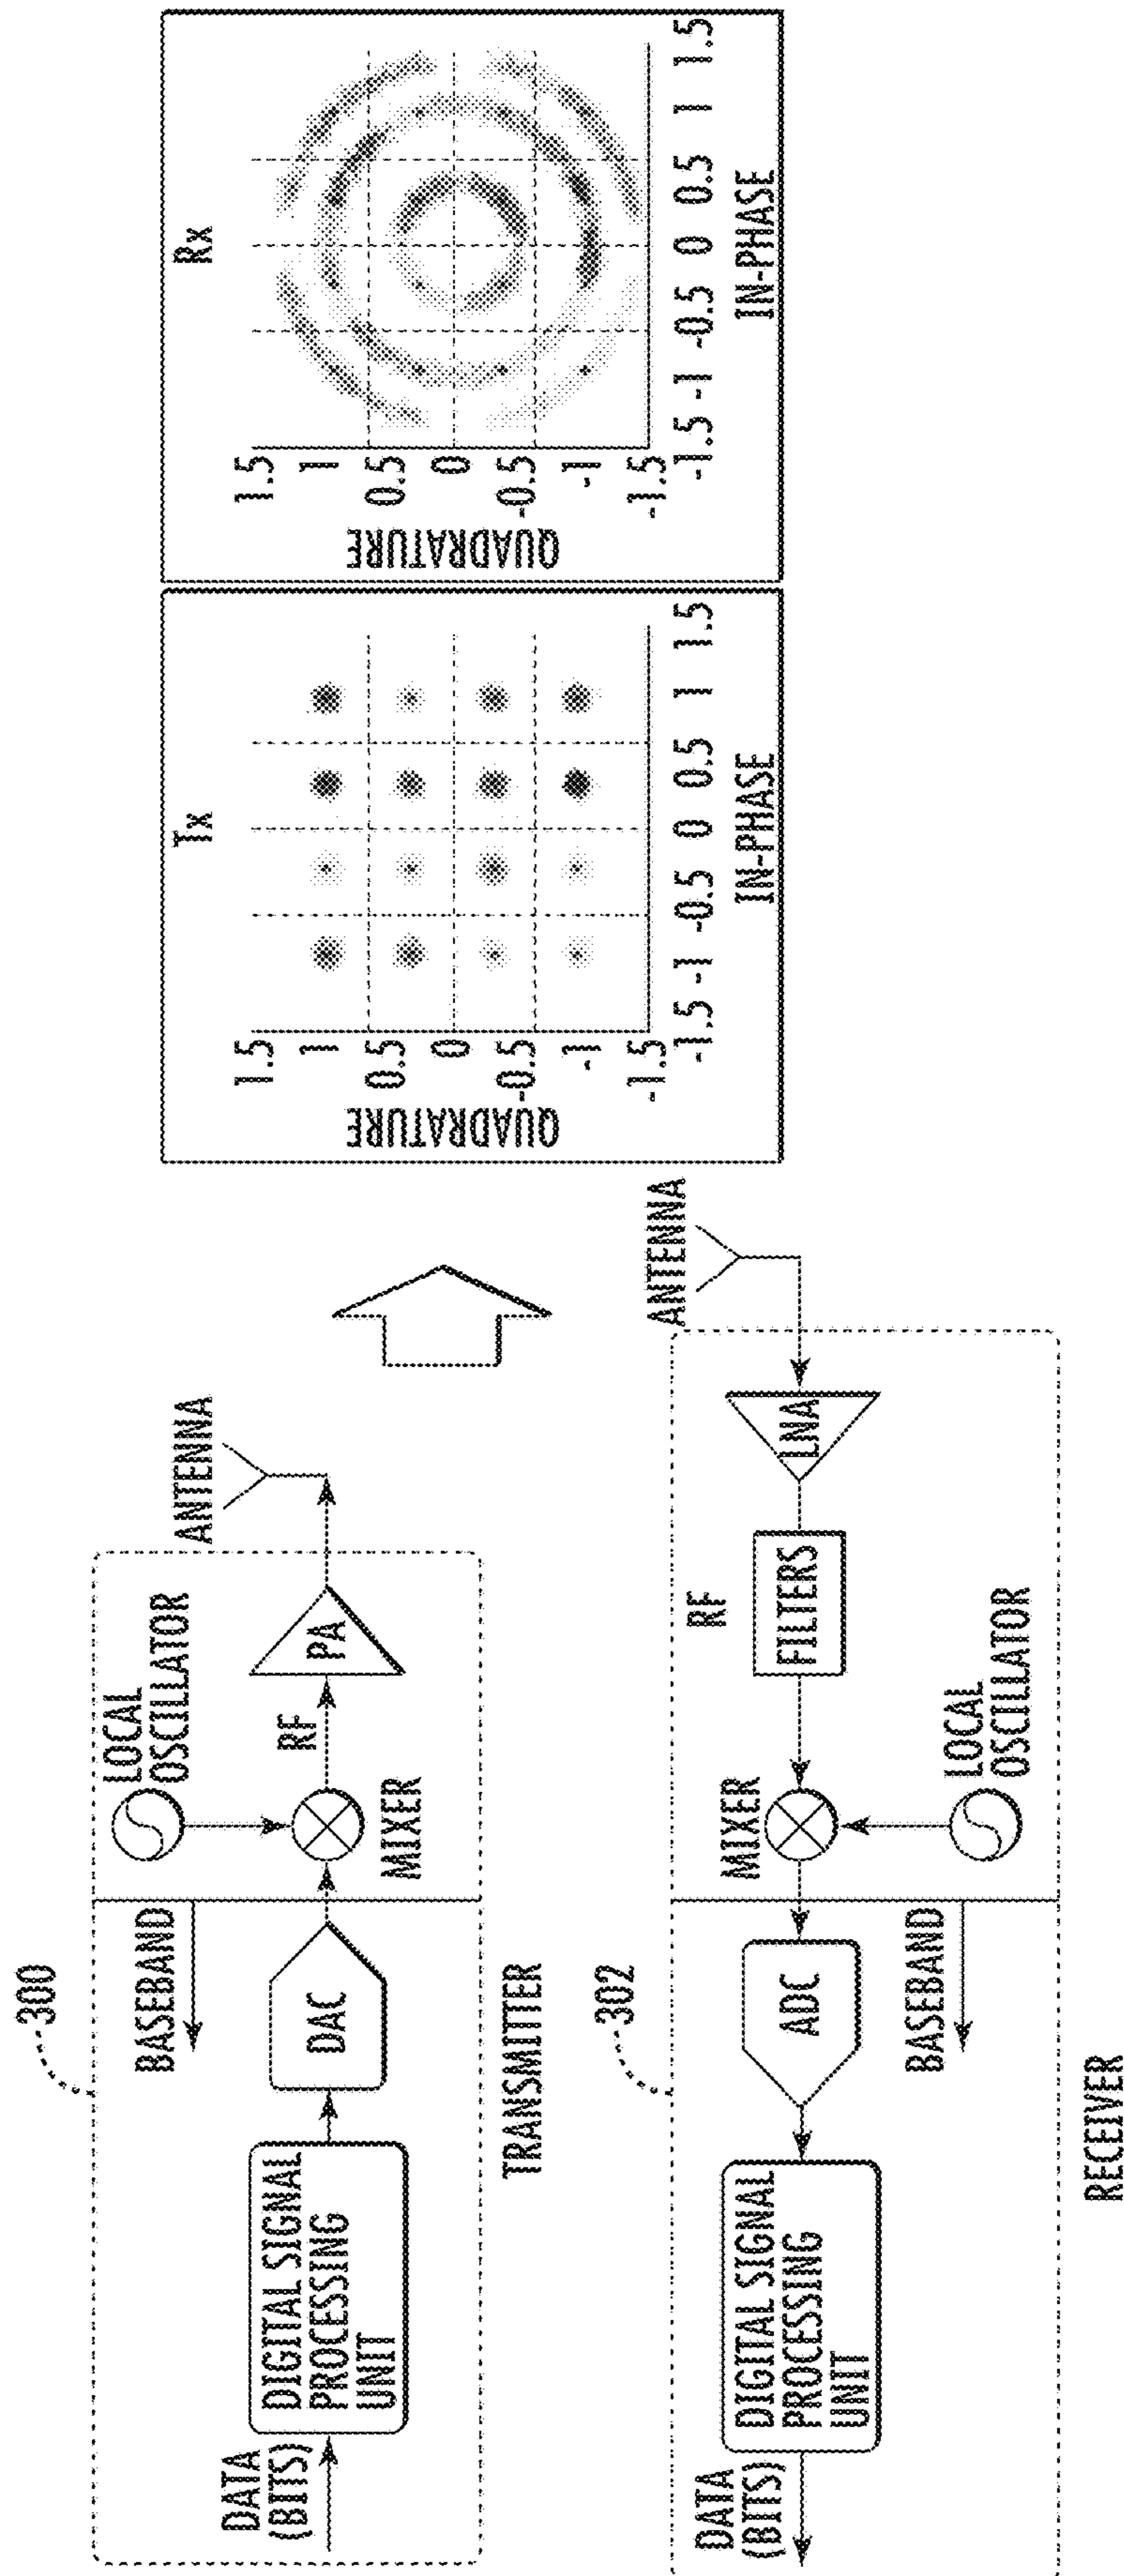 300
DATA
(BITS)
DIGITAL SIGNAL
PROCESSING
UNIT
BASEBAND
DAC
LOCAL
OSCILLATOR
MIXER
RF
PA
ANTENNA
TRANSMITTER
302
DATA
(BITS)
DIGITAL SIGNAL
PROCESSING
UNIT
ADC
BASEBAND
MIXER
LOCAL
OSCILLATOR
RF
FILTERS
LNA
ANTENNA
RECEIVER
Tx
QUADRATURE
1.5
1
0.5
0
-0.5
-1
-1.5
-1.5 -1 -0.5 0 0.5 1 1.5
IN-PHASE
Rx
QUADRATURE
1.5
1
0.5
0
-0.5
-1
-1.5
-1.5 -1 -0.5 0 0.5 1 1.5
IN-PHASE